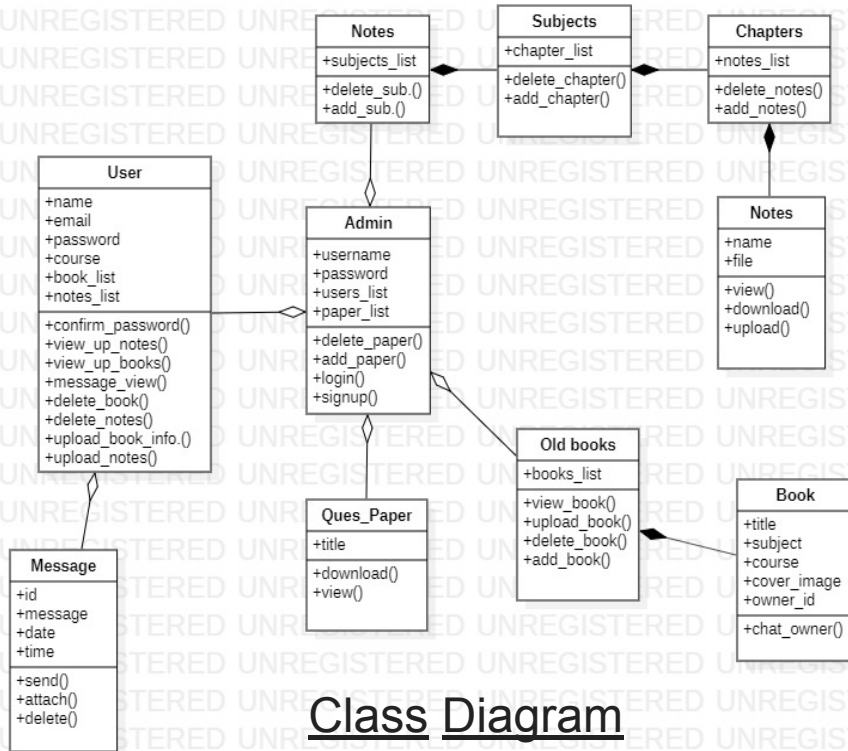 Notes
+subjects_list
+delete_sub.()
+add_sub.()
Subjects
+chapter_list
+delete_chapter()
+add_chapter()
Chapters
+notes_list
+delete_notes()
+add_notes()
User
+name
+email
+password
+course
+book_list
+notes_list
+confirm_password()
+view_up_notes()
+view_up_books()
+message_view()
+delete_book()
+delete_notes()
+upload_book_info.()
+upload_notes()
Admin
+username
+password
+users_list
+paper_list
+delete_paper()
+add_paper()
+login()
+signup()
Notes
+name
+file
+view()
+download()
+upload()
Message
+id
+message
+date
+time
+send()
+attach()
+delete()
Ques_Paper
+title
+download()
+view()
Old books
+books_list
+view_book()
+upload_book()
+delete_book()
+add_book()
Book
+title
+subject
+course
+cover_image
+owner_id
+chat_owner()
Class Diagram
UNREGISTERED